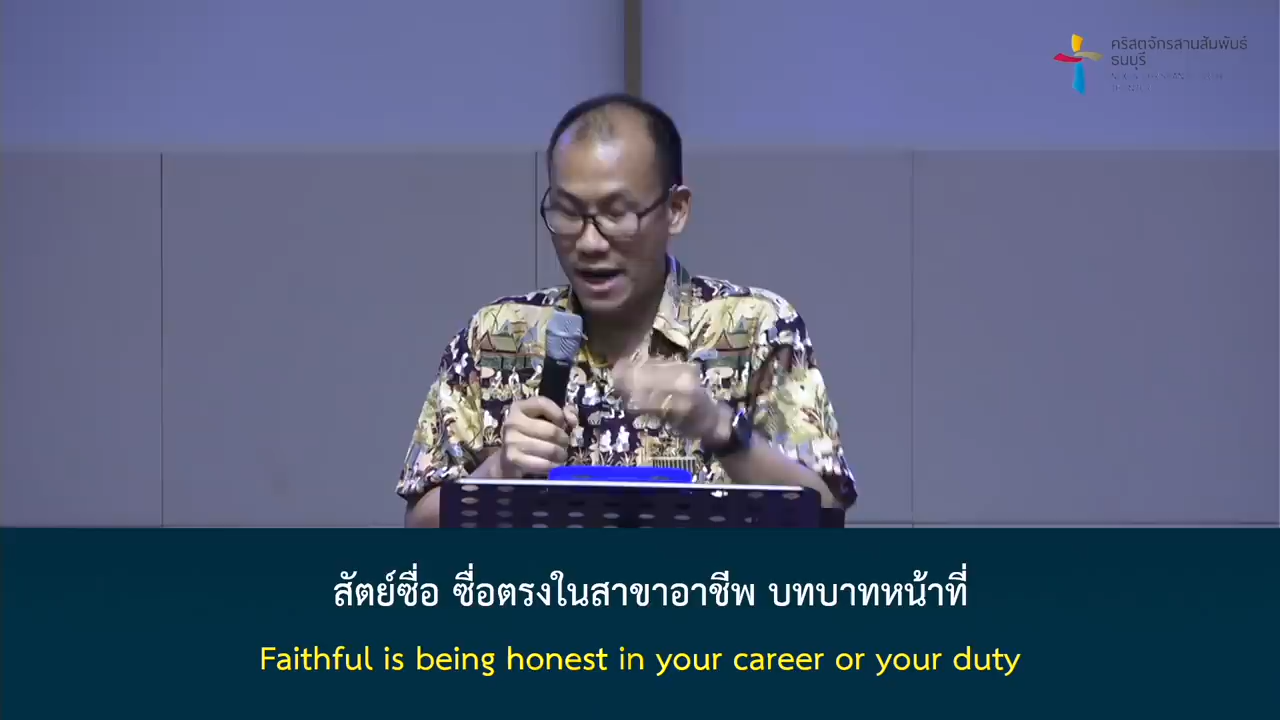 คริสตจักรสานสัมพันธ์
ธนบุรี
สัตย์ซื่อ ซื่อตรงในสาขาอาชีพ บทบาทหน้าที่
Faithful is being honest in your career or your duty